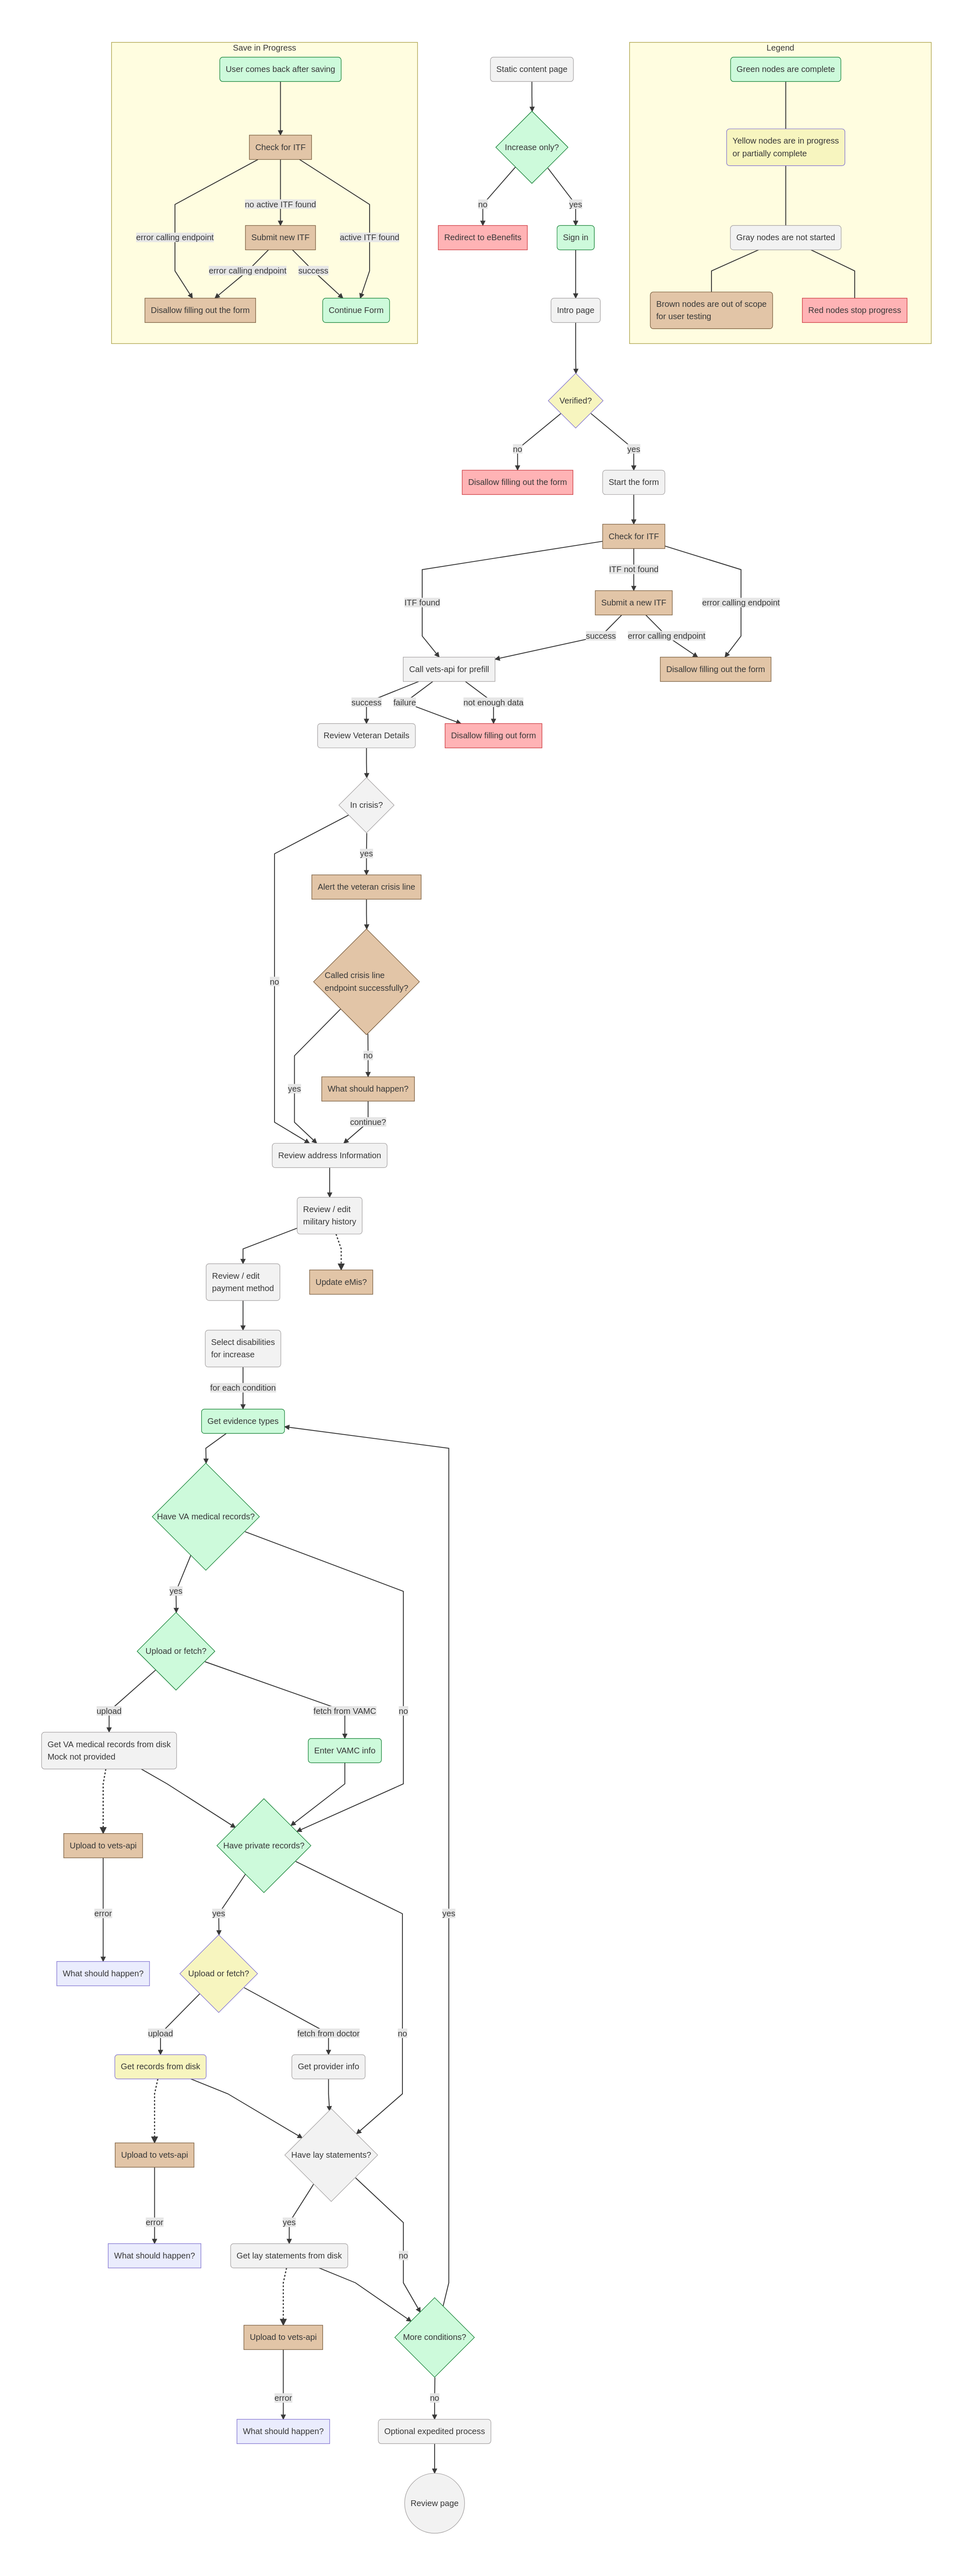 Save in Progress
User comes back after saving
Check for ITF
no active ITF found
error calling endpoint
Submit new ITF
active ITF found
error calling endpoint
success
Disallow filling out the form
Continue Form
Static content page
Increase only?
no
yes
Redirect to eBenefits
Sign in
Intro page
Legend
Green nodes are complete
Yellow nodes are in progress
or partially complete
Gray nodes are not started
Brown nodes are out of scope
for user testing
Red nodes stop progress
Verified?
no
yes
Disallow filling out the form
Start the form
Check for ITF
ITF not found
ITF found
Submit a new ITF
error calling endpoint
success
error calling endpoint
Call vets-api for prefill
Disallow filling out the form
success
failure
not enough data
Review Veteran Details
Disallow filling out form
In crisis?
yes
Alert the veteran crisis line
Called crisis line
endpoint successfully?
no
no
yes
What should happen?
continue?
Review address Information
Review / edit
military history
Review / edit
payment method
Update eMis?
Select disabilities
for increase
for each condition
Get evidence types
Have VA medical records?
yes
Upload or fetch?
upload
fetch from VAMC
no
Get VA medical records from disk
Mock not provided
Enter VAMC info
Upload to vets-api
Have private records?
error
yes
yes
What should happen?
Upload or fetch?
upload
fetch from doctor
no
Get records from disk
Get provider info
Upload to vets-api
Have lay statements?
error
yes
What should happen?
Get lay statements from disk
no
Upload to vets-api
More conditions?
error
no
What should happen?
Optional expedited process
Review page